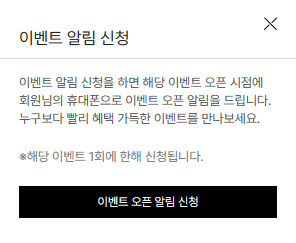 이벤트 알림 신청
이벤트 알림 신청을 하면 해당 이벤트 오픈 시점에
회원님의 휴대폰으로 이벤트 오픈 알림을 드립니다.
누구보다 빨리 혜택 가득한 이벤트를 만나보세요.
※해당 이벤트 1회에 한해 신청됩니다.
이벤트 오픈 알림 신청